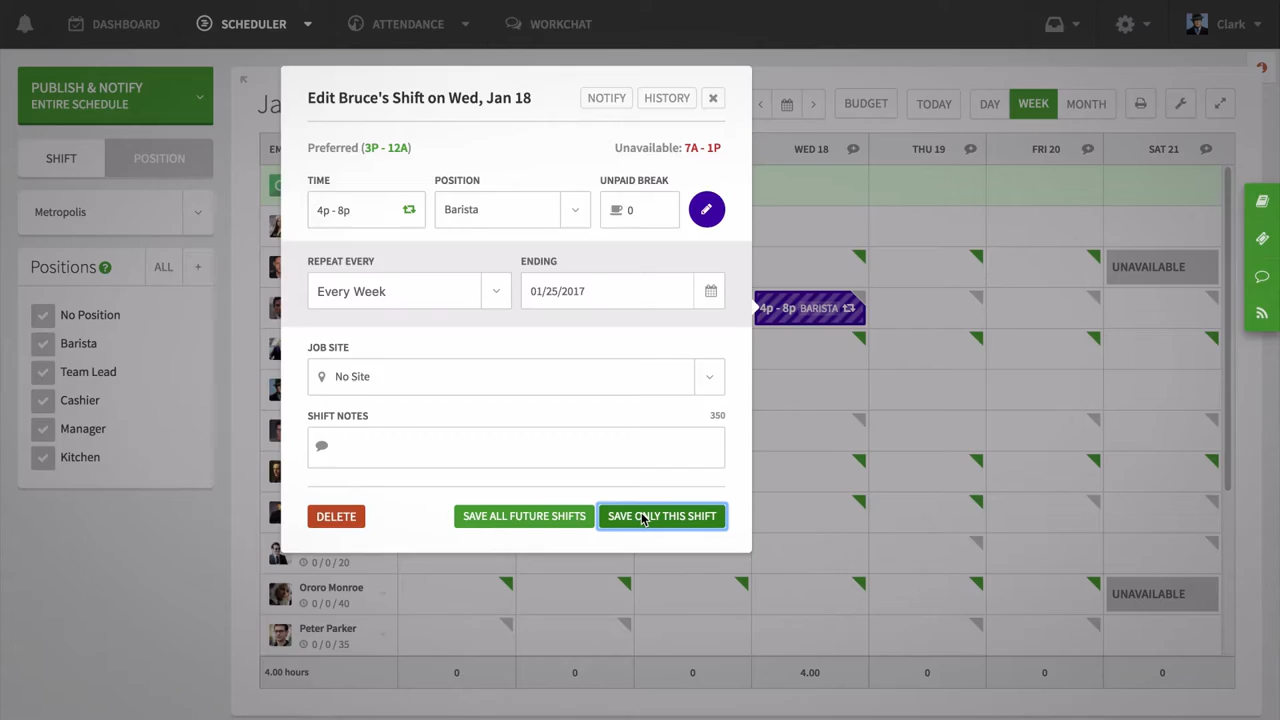 DASHBOARD
SCHEDULER
ATTENDANCE
WORKCHAT
Clark
PUBLISH & NOTIFY
ENTIRE SCHEDULE
SHIFT
POSITION
Metropolis
Positions
ALL
+
No Position
Barista
Team Lead
Cashier
Manager
Kitchen
Ja
BUDGET
TODAY
DAY
WEEK
MONTH
EM
WED 18
THU 19
FRI 20
SAT 21
UNAVAILABLE
4p - 8p BARISTA
0 / 0 / 20
Ororo Monroe
0 / 0 / 40
UNAVAILABLE
Peter Parker
0 / 0 / 35
4.00 hours
0
0
0
4.00
0
0
0
Edit Bruce's Shift on Wed, Jan 18
NOTIFY
HISTORY
Preferred (3P - 12A)
Unavailable: 7A - 1P
TIME
POSITION
UNPAID BREAK
4p - 8p
Barista
0
REPEAT EVERY
ENDING
Every Week
01/25/2017
JOB SITE
No Site
SHIFT NOTES
350
DELETE
SAVE ALL FUTURE SHIFTS
SAVE ONLY THIS SHIFT